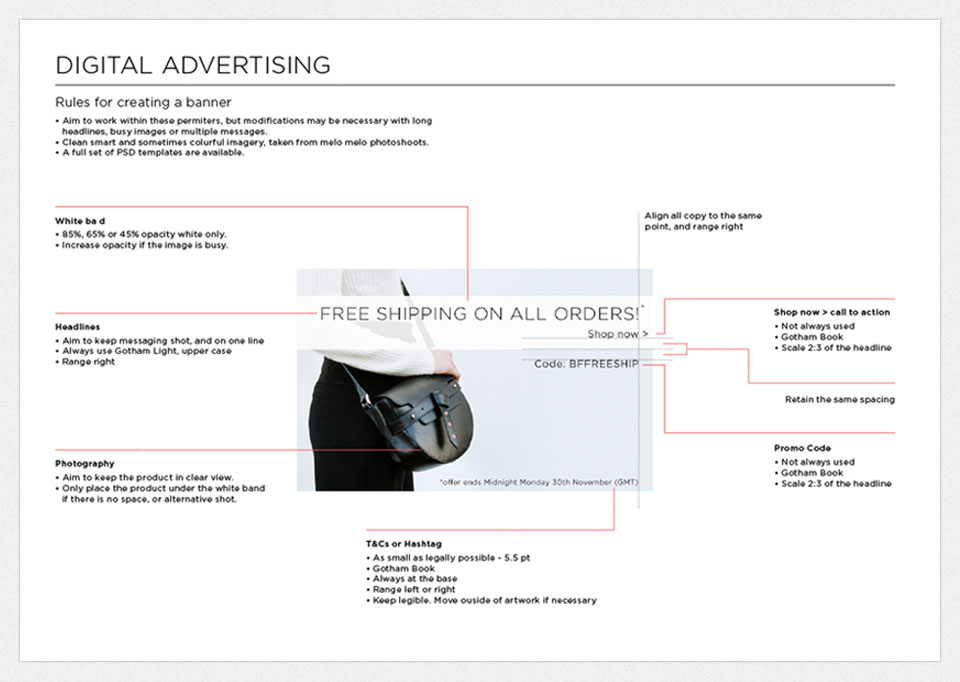 DIGITAL ADVERTISING
Rules for creating a banner
• Aim to work within these permiters, but modifications may be necessary with long
headlines, busy images or multiple messages.
• Clean smart and sometimes colurful imagery, taken from melo melo photoshoots.
• A full set of PSD templates are available.
White ba d
• 85%, 65% or 45% opacity white only.
• Increase opacity if the image is busy.
Align all copy to the same
point, and range right
FREE SHIPPING ON ALL ORDERS!*
Shop now >
Code: BFFREESHIP
*offer ends Midnight Monday 30th November (GMT)
Headlines
• Aim to keep messaging shot, and on one line
• Always use Gotham Light, upper case
• Range right
Shop now > call to action
• Not always used
• Gotham Book
• Scale 2:3 of the headline
Retain the same spacing
Photography
• Aim to keep the product in clear view.
• Only place the product under the white band
if there is no space, or alternative shot.
Promo Code
• Not always used
• Gotham Book
• Scale 2:3 of the headline
T&Cs or Hashtag
• As small as legally possible - 5.5 pt
• Gotham Book
• Always at the base
• Range left or right
• Keep legible. Move ouside of artwork if necessary